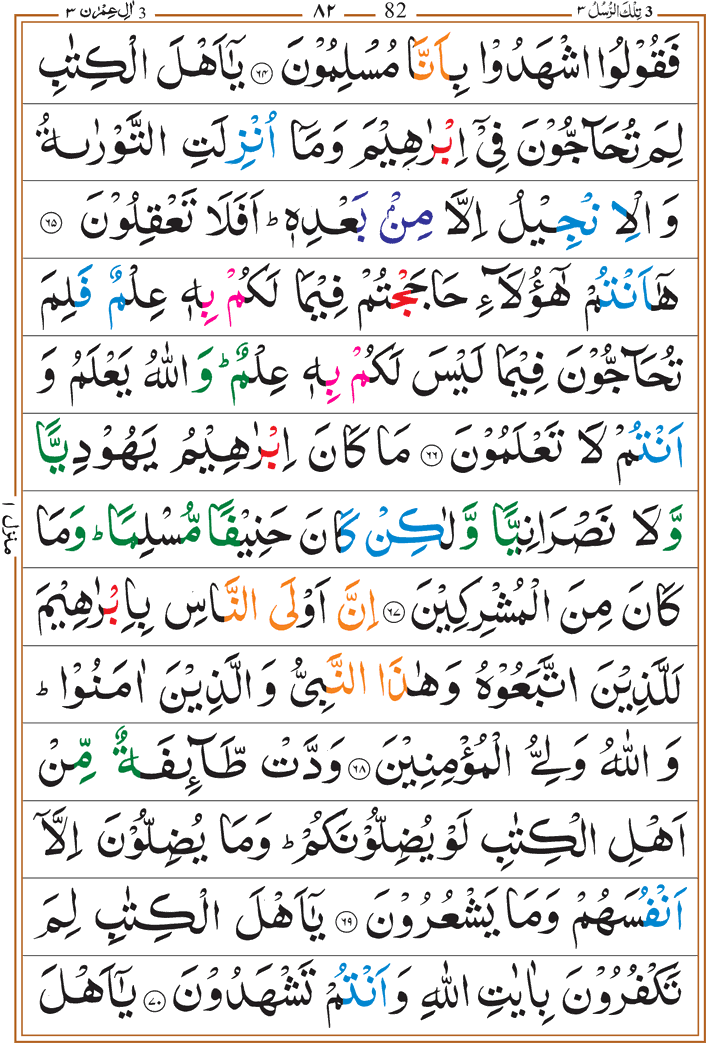 3 اٰلِ عِمْرٰن ٣ ٨٢ 82 3 تِلْكَ الرُّسُلُ ٣
فَقُوْلُوا اشْهَدُوْا بِاَنَّا مُسْلِمُوْنَ ۝٦٤ يٰۤاَهْلَ الْكِتٰبِ
لِمَ تُحَآجُّوْنَ فِيْۤ اِبْرٰهِيْمَ وَمَاۤ اُنْزِلَتِ التَّوْرٰىةُ
وَ الْاِنْجِيْلُ اِلَّا مِنْۢ بَعْدِهٖ ؕ اَفَلَا تَعْقِلُوْنَ ۝٦٥
هٰۤاَنْتُمْ هٰۤؤُلَآءِ حَاجَجْتُمْ فِيْمَا لَكُمْ بِهٖ عِلْمٌ فَلِمَ
تُحَآجُّوْنَ فِيْمَا لَيْسَ لَكُمْ بِهٖ عِلْمٌ ؕ وَاللّٰهُ يَعْلَمُ وَ
اَنْتُمْ لَا تَعْلَمُوْنَ ۝٦٦ مَا كَانَ اِبْرٰهِيْمُ يَهُوْدِيًّا
وَّلَا نَصْرَانِيًّا وَّلٰكِنْ كَانَ حَنِيْفًا مُّسْلِمًا ؕ وَمَا
كَانَ مِنَ الْمُشْرِكِيْنَ ۝٦٧ اِنَّ اَوْلَى النَّاسِ بِاِبْرٰهِيْمَ
لَلَّذِيْنَ اتَّبَعُوْهُ وَهٰذَا النَّبِيُّ وَالَّذِيْنَ اٰمَنُوْا ؕ
وَاللّٰهُ وَلِيُّ الْمُؤْمِنِيْنَ ۝٦٨ وَدَّتْ طَّآئِفَةٌ مِّنْ
اَهْلِ الْكِتٰبِ لَوْ يُضِلُّوْنَكُمْ ؕ وَمَا يُضِلُّوْنَ اِلَّاۤ
اَنْفُسَهُمْ وَمَا يَشْعُرُوْنَ ۝٦٩ يٰۤاَهْلَ الْكِتٰبِ لِمَ
تَكْفُرُوْنَ بِاٰيٰتِ اللّٰهِ وَاَنْتُمْ تَشْهَدُوْنَ ۝٧٠ يٰۤاَهْلَ
منزل ١